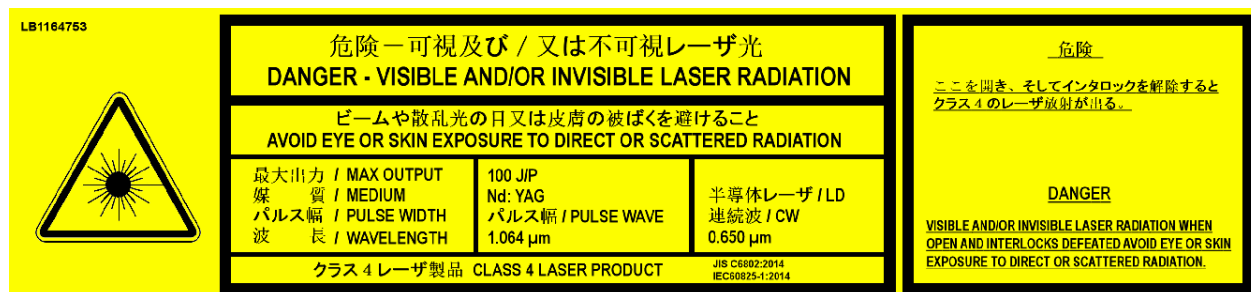 LB1164753
危険－可視及び / 又は不可視レーザ光
DANGER - VISIBLE AND/OR INVISIBLE LASER RADIATION
ビームや散乱光の日又は皮膚の被ばくを避けること
AVOID EYE OR SKIN EXPOSURE TO DIRECT OR SCATTERED RADIATION
最大出力 / MAX OUTPUT 100 J/P
媒 質 / MEDIUM Nd: YAG 半導体レーザ / LD
パルス幅 / PULSE WIDTH パルス幅 / PULSE WAVE 連続波 / CW
波 長 / WAVELENGTH 1.064 μm 0.650 μm
クラス 4 レーザ製品 CLASS 4 LASER PRODUCT
JIS C6802:2014
IEC60825-1:2014
危険
ここを開き、そしてインタロックを解除すると
クラス 4 のレーザ放射が出る。
DANGER
VISIBLE AND/OR INVISIBLE LASER RADIATION WHEN
OPEN AND INTERLOCKS DEFEATED AVOID EYE OR SKIN
EXPOSURE TO DIRECT OR SCATTERED RADIATION.